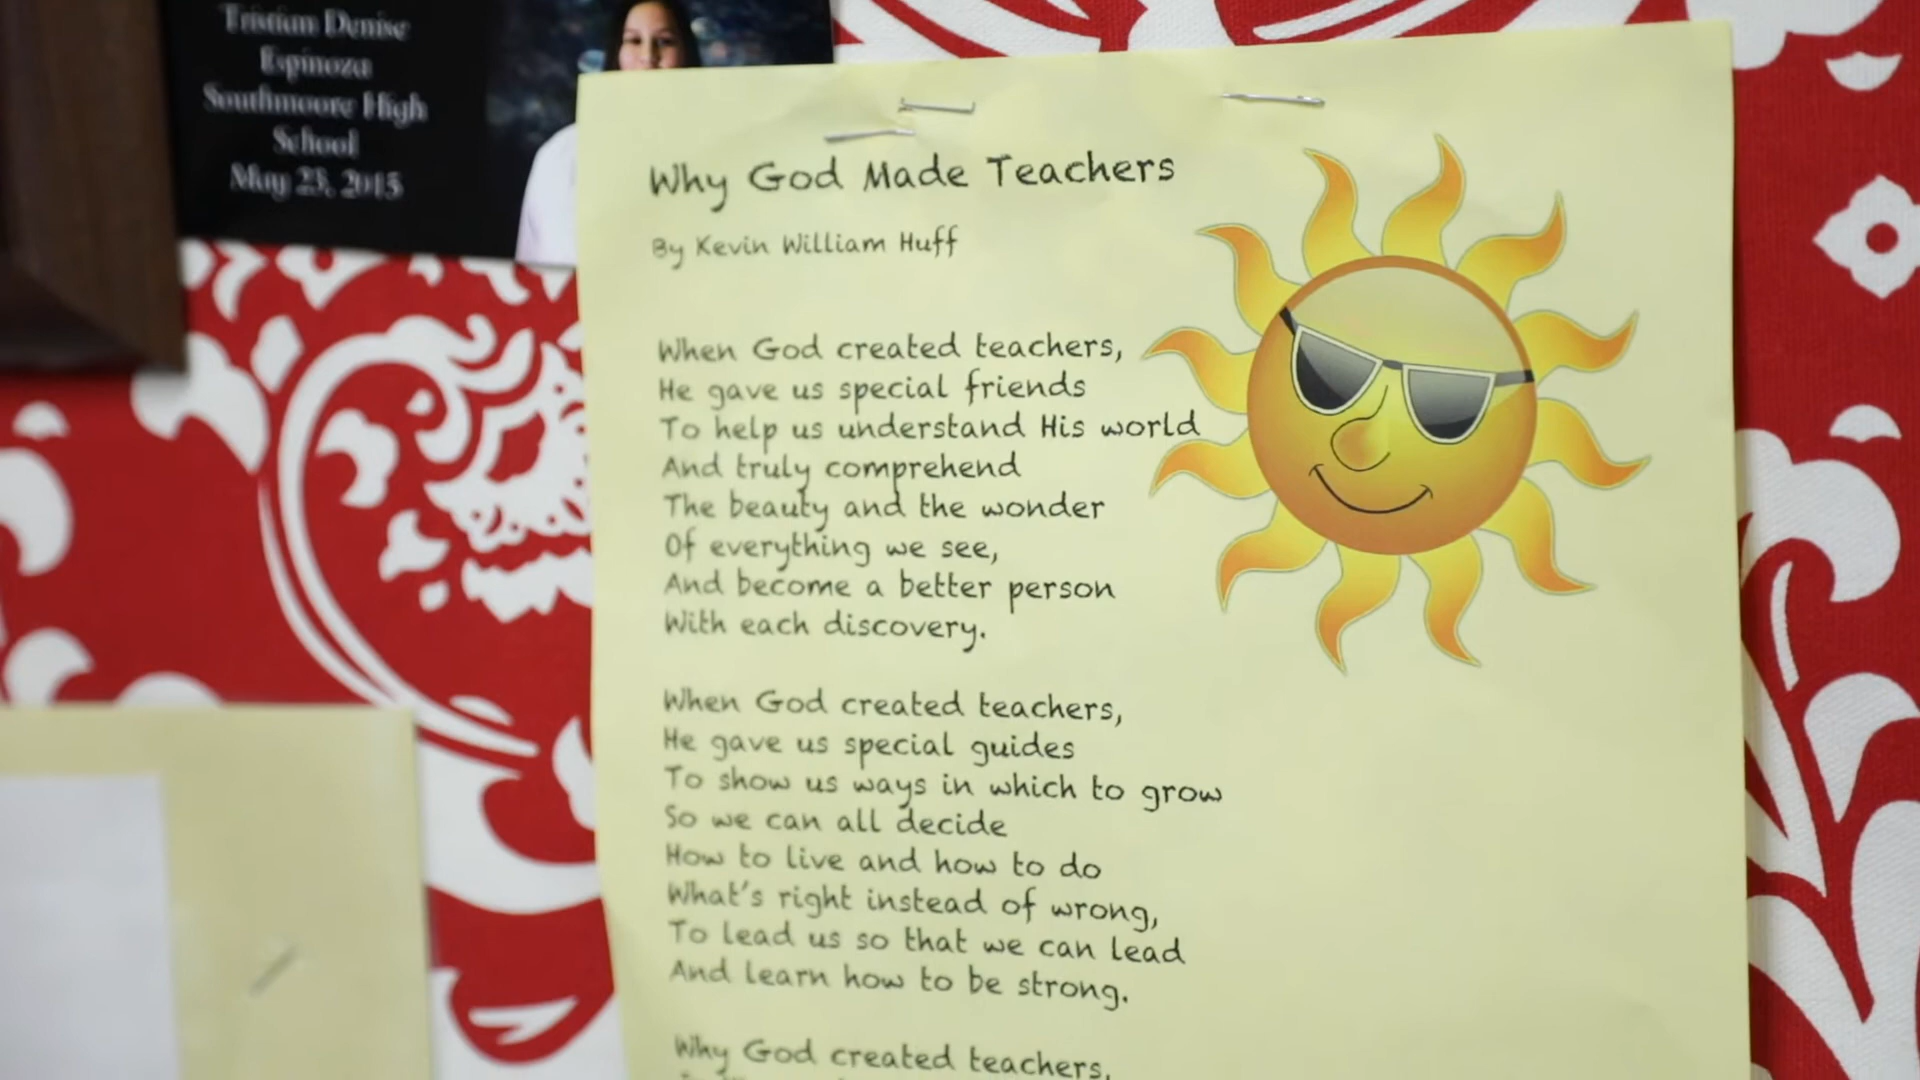 Tristian Denise
Espinoza
Southmoore High
School
May 23, 2015
Why God Made Teachers
By Kevin William Huff
When God created teachers,
He gave us special friends
To help us understand His world
And truly comprehend
The beauty and the wonder
Of everything we see,
And become a better person
With each discovery.
When God created teachers,
He gave us special guides
To show us ways in which to grow
So we can all decide
How to live and how to do
What's right instead of wrong,
To lead us so that we can lead
And learn how to be strong.
Why God created teachers,